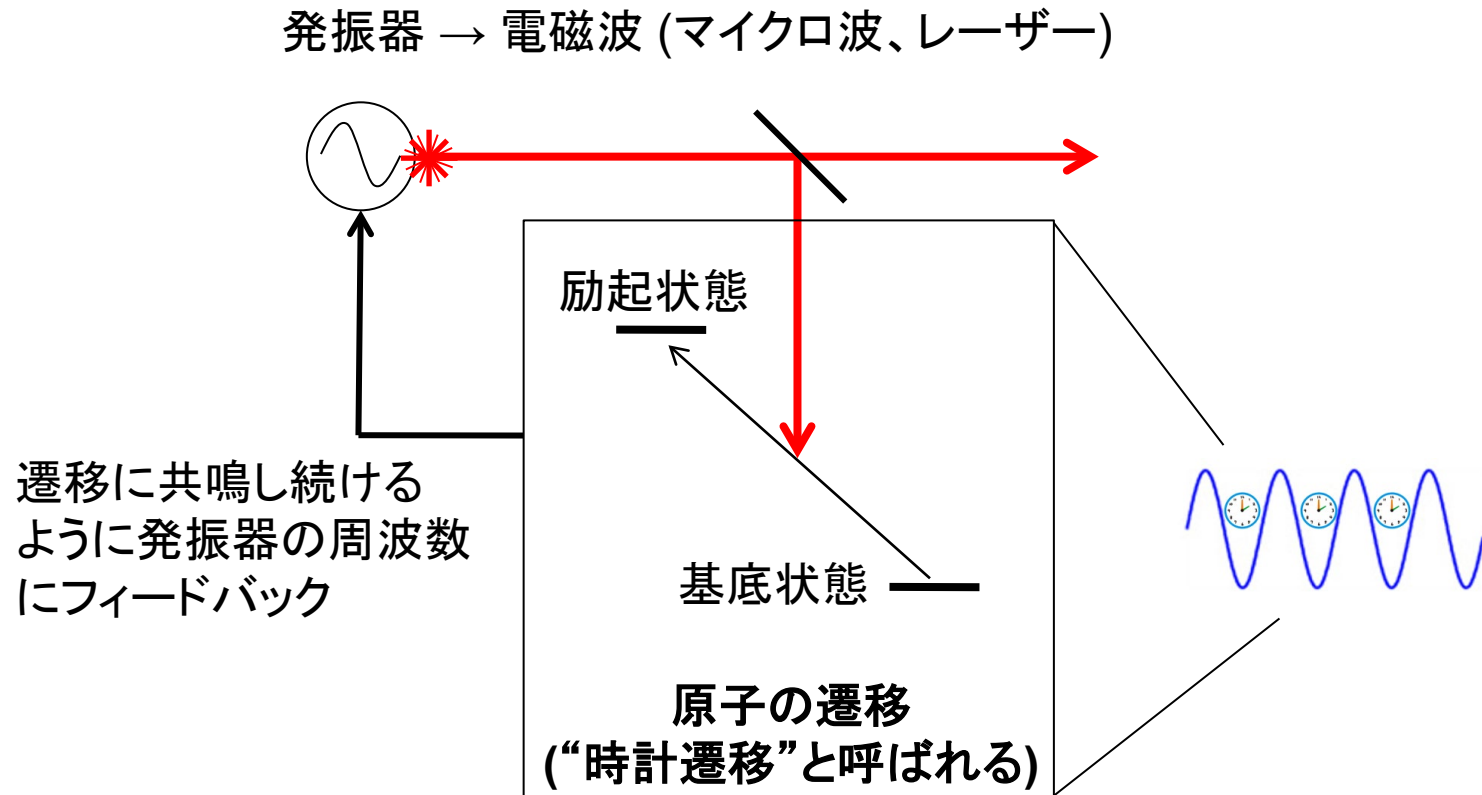 発振器 → 電磁波 (マイクロ波、レーザー)
励起状態
遷移に共鳴し続ける
ように発振器の周波数
にフィードバック
基底状態
原子の遷移
(“時計遷移”と呼ばれる)